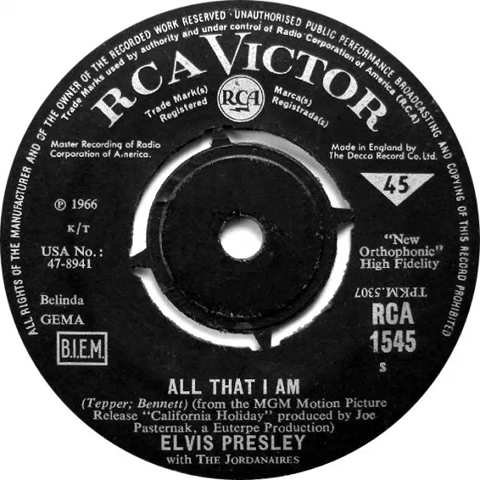 ALL RIGHTS OF THE MANUFACTURER AND OF THE OWNER OF THE RECORDED WORK RESERVED · UNAUTHORISED PUBLIC PERFORMANCE BROADCASTING AND COPYING OF THIS RECORD PROHIBITED
Trade Marks used by authority and under control of Radio Corporation of America (R.C.A.)
RCA VICTOR
Trade Mark(s)
Registered
RCA
Marca(s)
Registrada(s)
Master Recording of Radio
Corporation of America.
Made in England by
The Decca Record Co. Ltd.
45
℗ 1966
K/T
USA No.:
47-8941
"New
Orthophonic"
High Fidelity
TPKM.5307
Belinda
GEMA
B.I.E.M.
RCA
1545
S
ALL THAT I AM
(Tepper; Bennett) (from the MGM Motion Picture
Release "California Holiday" produced by Joe
Pasternak, a Euterpe Production)
ELVIS PRESLEY
with THE JORDANAIRES